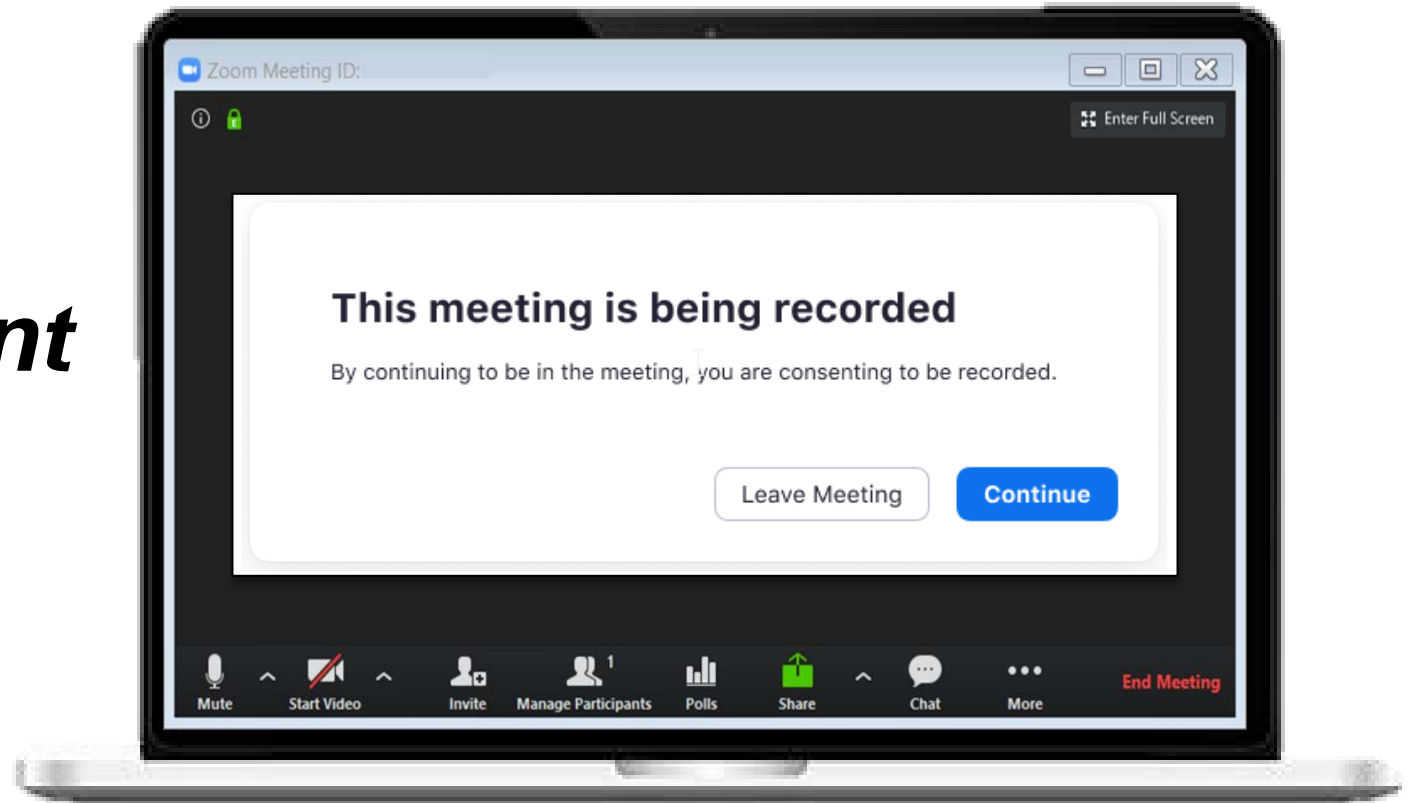 Zoom Meeting ID:
Enter Full Screen
This meeting is being recorded
nt
By continuing to be in the meeting, you are consenting to be recorded.
Leave Meeting Continue
1
Mute Start Video Invite Manage Participants Polls Share Chat More End Meeting